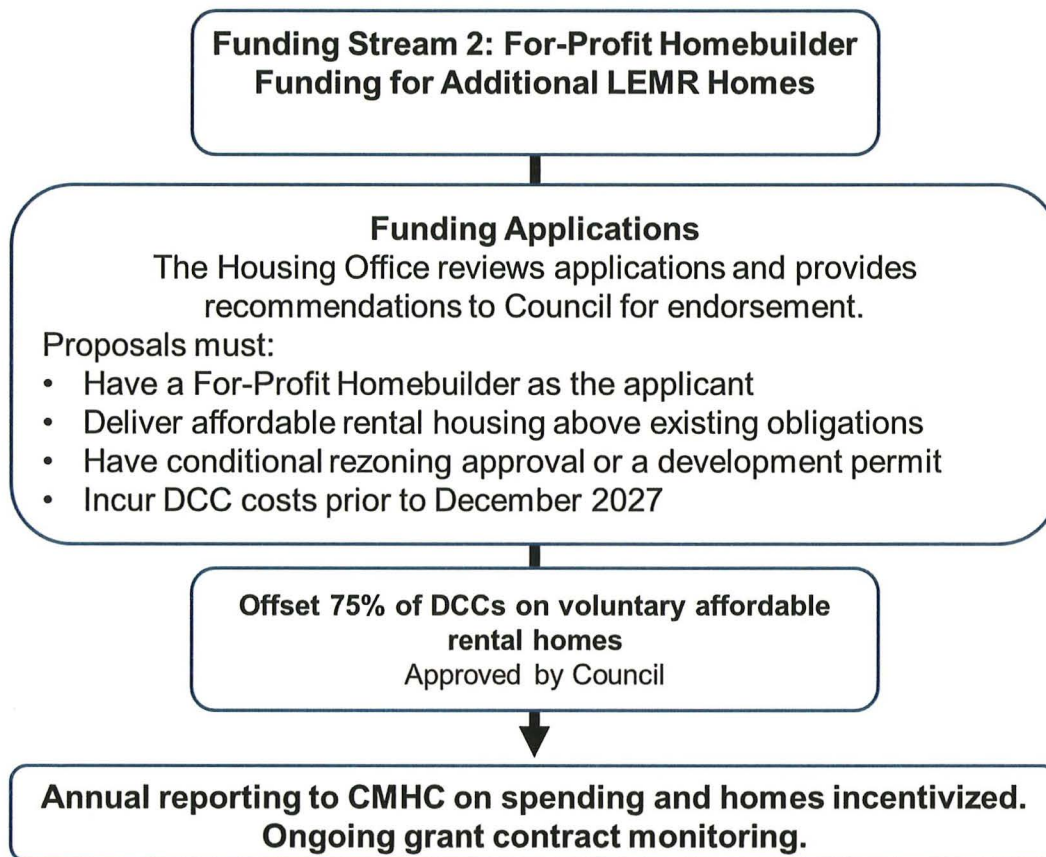 Funding Stream 2: For-Profit Homebuilder
Funding for Additional LEMR Homes
Funding Applications
The Housing Office reviews applications and provides
recommendations to Council for endorsement.
Proposals must:
• Have a For-Profit Homebuilder as the applicant
• Deliver affordable rental housing above existing obligations
• Have conditional rezoning approval or a development permit
• Incur DCC costs prior to December 2027
Offset 75% of DCCs on voluntary affordable
rental homes
Approved by Council
Annual reporting to CMHC on spending and homes incentivized.
Ongoing grant contract monitoring.